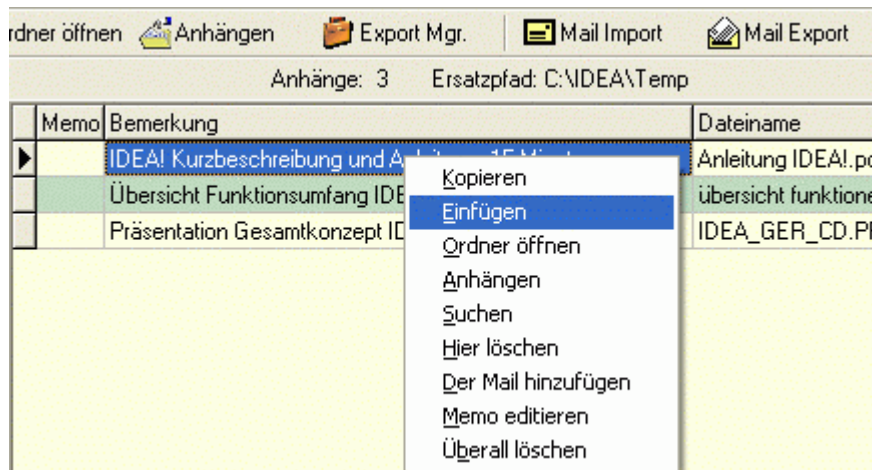 rdner öffnen Anhängen Export Mgr. Mail Import Mail Export
Anhänge: 3 Ersatzpfad: C:\IDEA\Temp
Memo Bemerkung Dateiname
IDEA! Kurzbeschreibung und Anleitung Anleitung IDEA!.pd
Übersicht Funktionsumfang IDE übersicht funktione
Präsentation Gesamtkonzept ID IDEA_GER_CD.P
Kopieren
Einfügen
Ordner öffnen
Anhängen
Suchen
Hier löschen
Der Mail hinzufügen
Memo editieren
Überall löschen